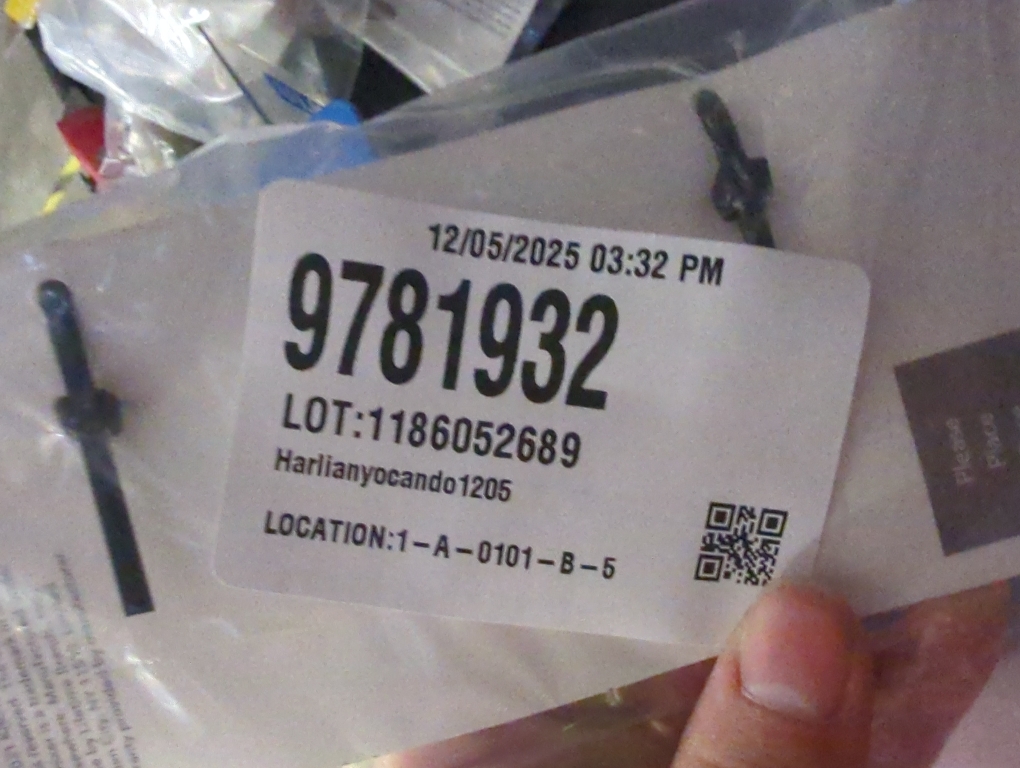 12/05/2025 03:32 PM
9781932
LOT:1186052689
Harlianyocando1205
LOCATION:1-A-0101-B-5
Please
Place